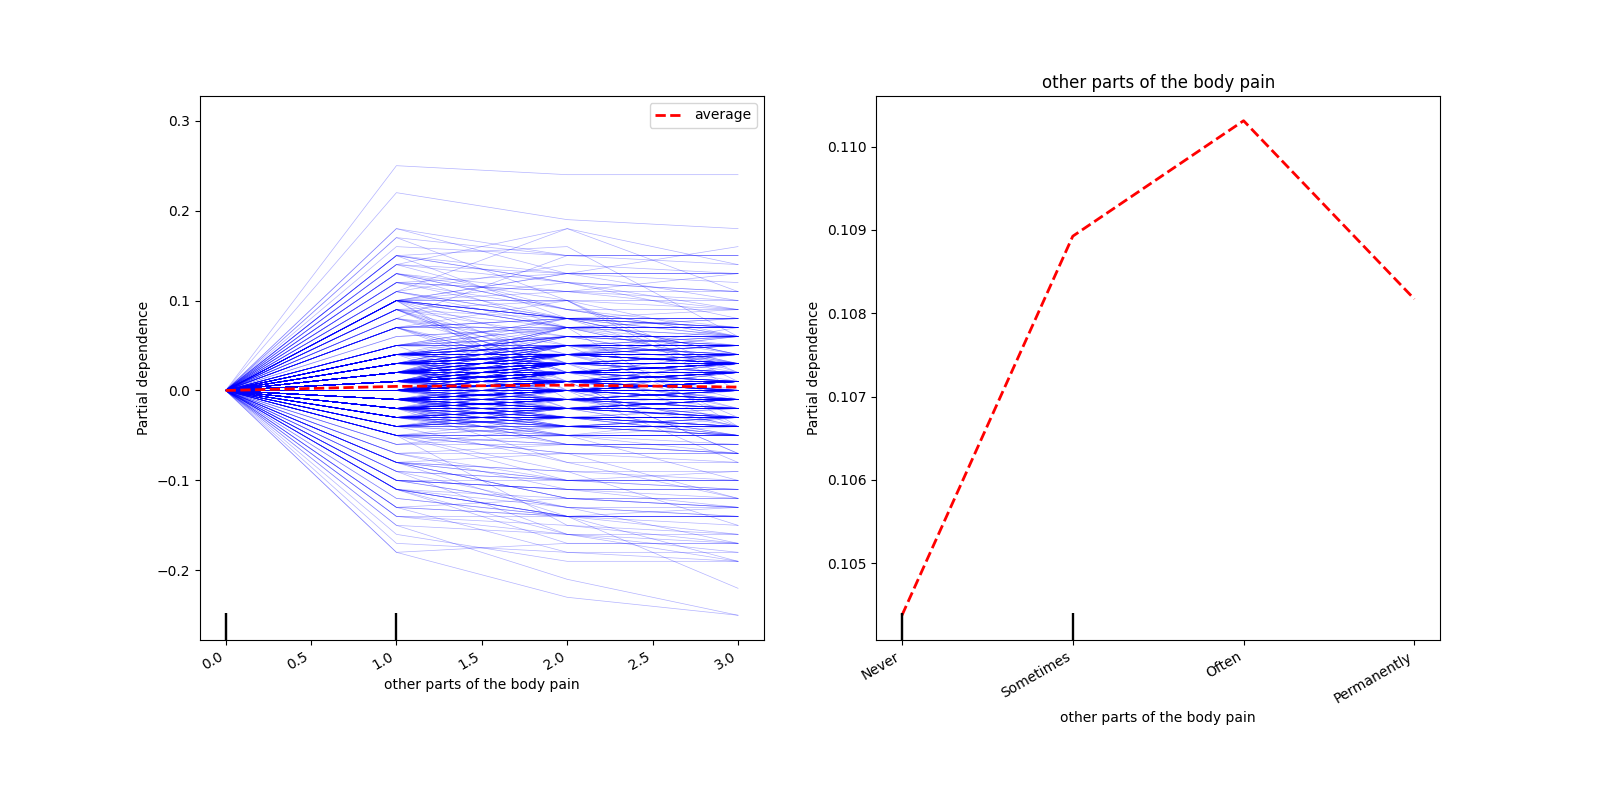 other parts of the body pain
average
0.3
0.2
0.1
0.0
−0.1
−0.2
Partial dependence
0.0
0.5
1.0
1.5
2.0
2.5
3.0
other parts of the body pain
0.110
0.109
0.108
0.107
0.106
0.105
Partial dependence
Never
Sometimes
Often
Permanently
other parts of the body pain